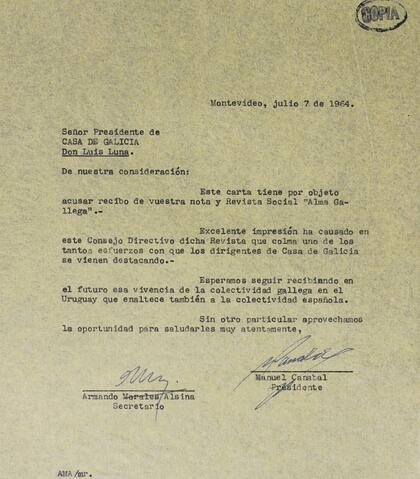 COPIA
Montevideo, julio 7 de 1964.
Señor Presidente de
CASA DE GALICIA
Don Luis Luna.
De nuestra consideración:
Este carta tiene por objeto
acusar recibo de vuestra nota y Revista Social "Alma Ga-
llega".-
Excelente impresión ha causado en
este Consejo Directivo dicha Revista que colma uno de los
tantos esfuerzos con que los dirigentes de Casa de Galicia
se vienen destacando.-
Esperamos seguir recibiendo en
el futuro esa vivencia de la colectividad gallega en el
Uruguay que enaltece también a la colectividad española.
Sin otro particular aprovechamos
la oportunidad para saludarles muy atentamente,
Armando Morales Alsina
Secretario
Manuel Canabal
Presidente
AMA/mr.